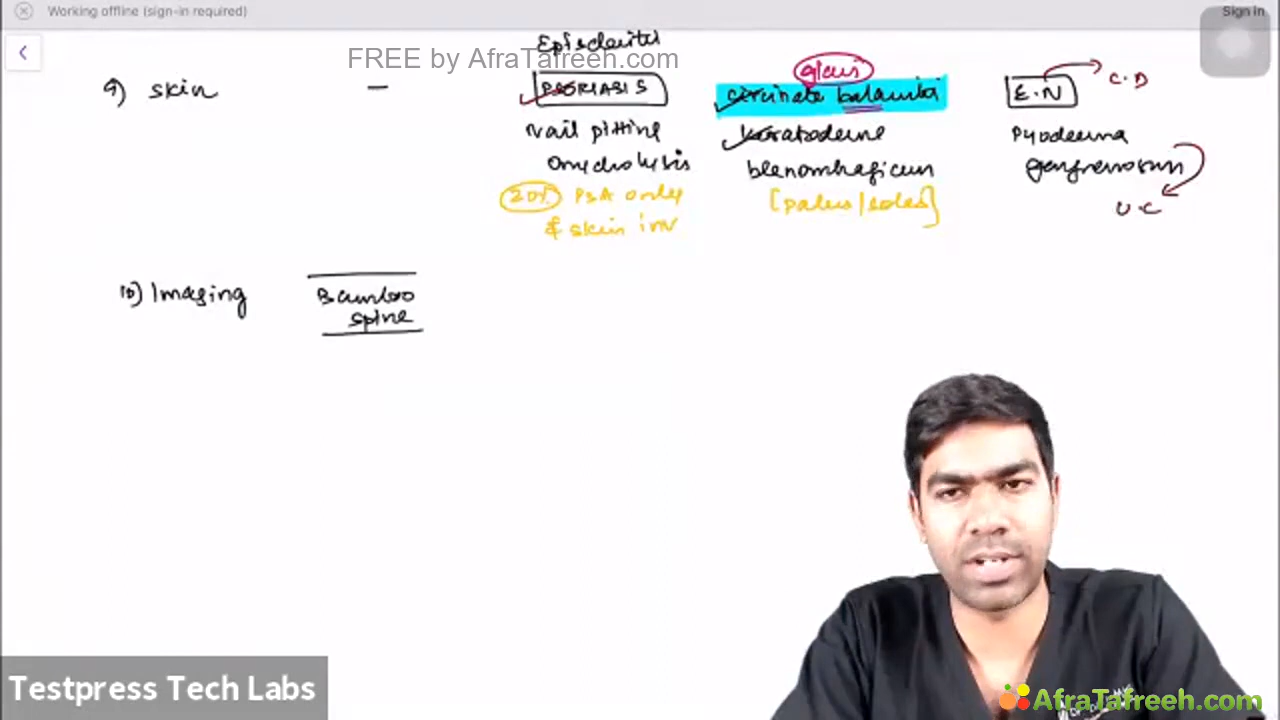 Working offline (sign-in required)
Sign in
FREE by AfraTafreeh.com
Episcleritis
9) Skin — PSORIASIS circinate balanitis E.N C.D
glans
Nail pitting Keratoderma Pyoderma
onycholysis blenorrhagicum gangrenosum
20% PsA only [palms/soles] U.C
& skin inv
10) Imaging Bamboo
spine
Testpress Tech Labs
AfraTafreeh.com